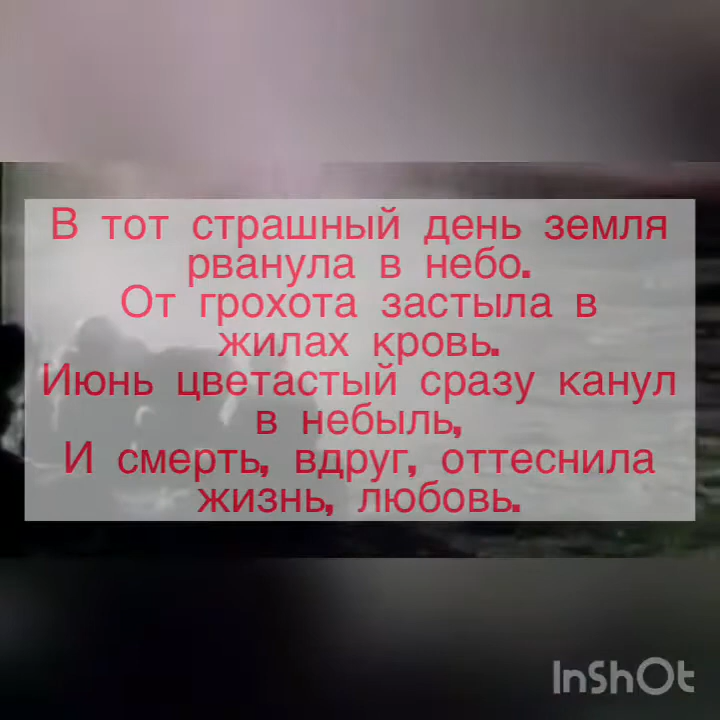 В тот страшный день земля
рванула в небо.
От грохота застыла в
жилах кровь.
Июнь цветастый сразу канул
в небыль,
И смерть, вдруг, оттеснила
жизнь, любовь.
InShOt